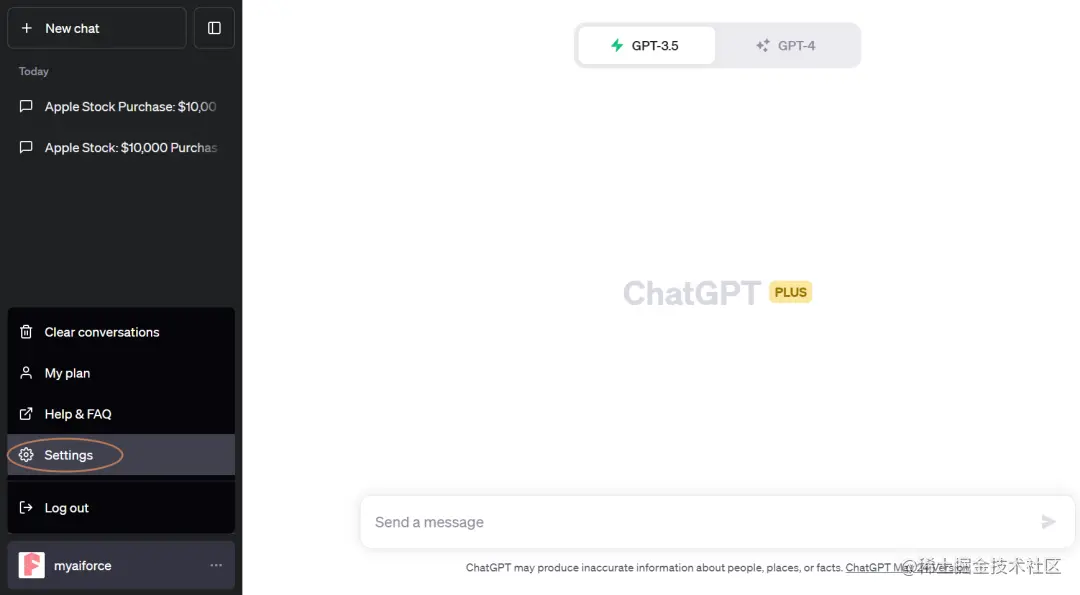 New chat
Today
Apple Stock Purchase: $10,00
Apple Stock: $10,000 Purchas
Clear conversations
My plan
Help & FAQ
Settings
Log out
myaiforce
GPT-3.5
GPT-4
ChatGPT PLUS
Send a message
ChatGPT may produce inaccurate information about people, places, or facts. ChatGPT May 24 Version
@稀土掘金技术社区